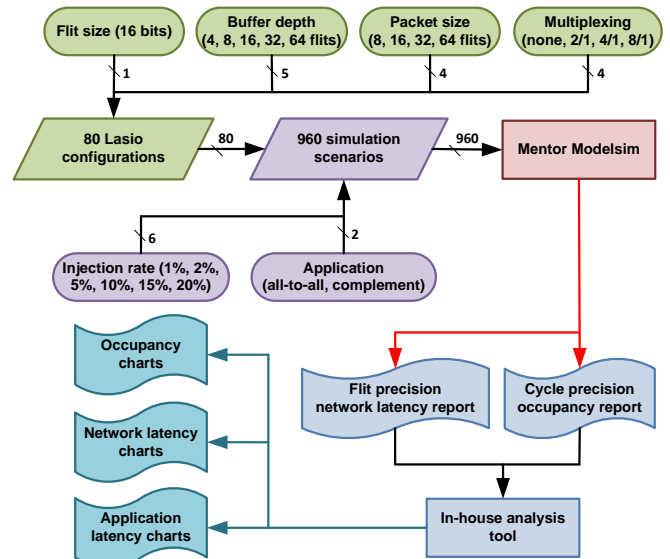 Flit size (16 bits)
Buffer depth
(4, 8, 16, 32, 64 flits)
Packet size
(8, 16, 32, 64 flits)
Multiplexing
(none, 2/1, 4/1, 8/1)
1
5
4
4
80 Lasio
configurations
80
960 simulation
scenarios
960
Mentor Modelsim
6
2
Injection rate (1%, 2%,
5%, 10%, 15%, 20%)
Application
(all-to-all, complement)
Occupancy
charts
Flit precision
network latency report
Cycle precision
occupancy report
Network latency
charts
Application
latency charts
In-house analysis
tool